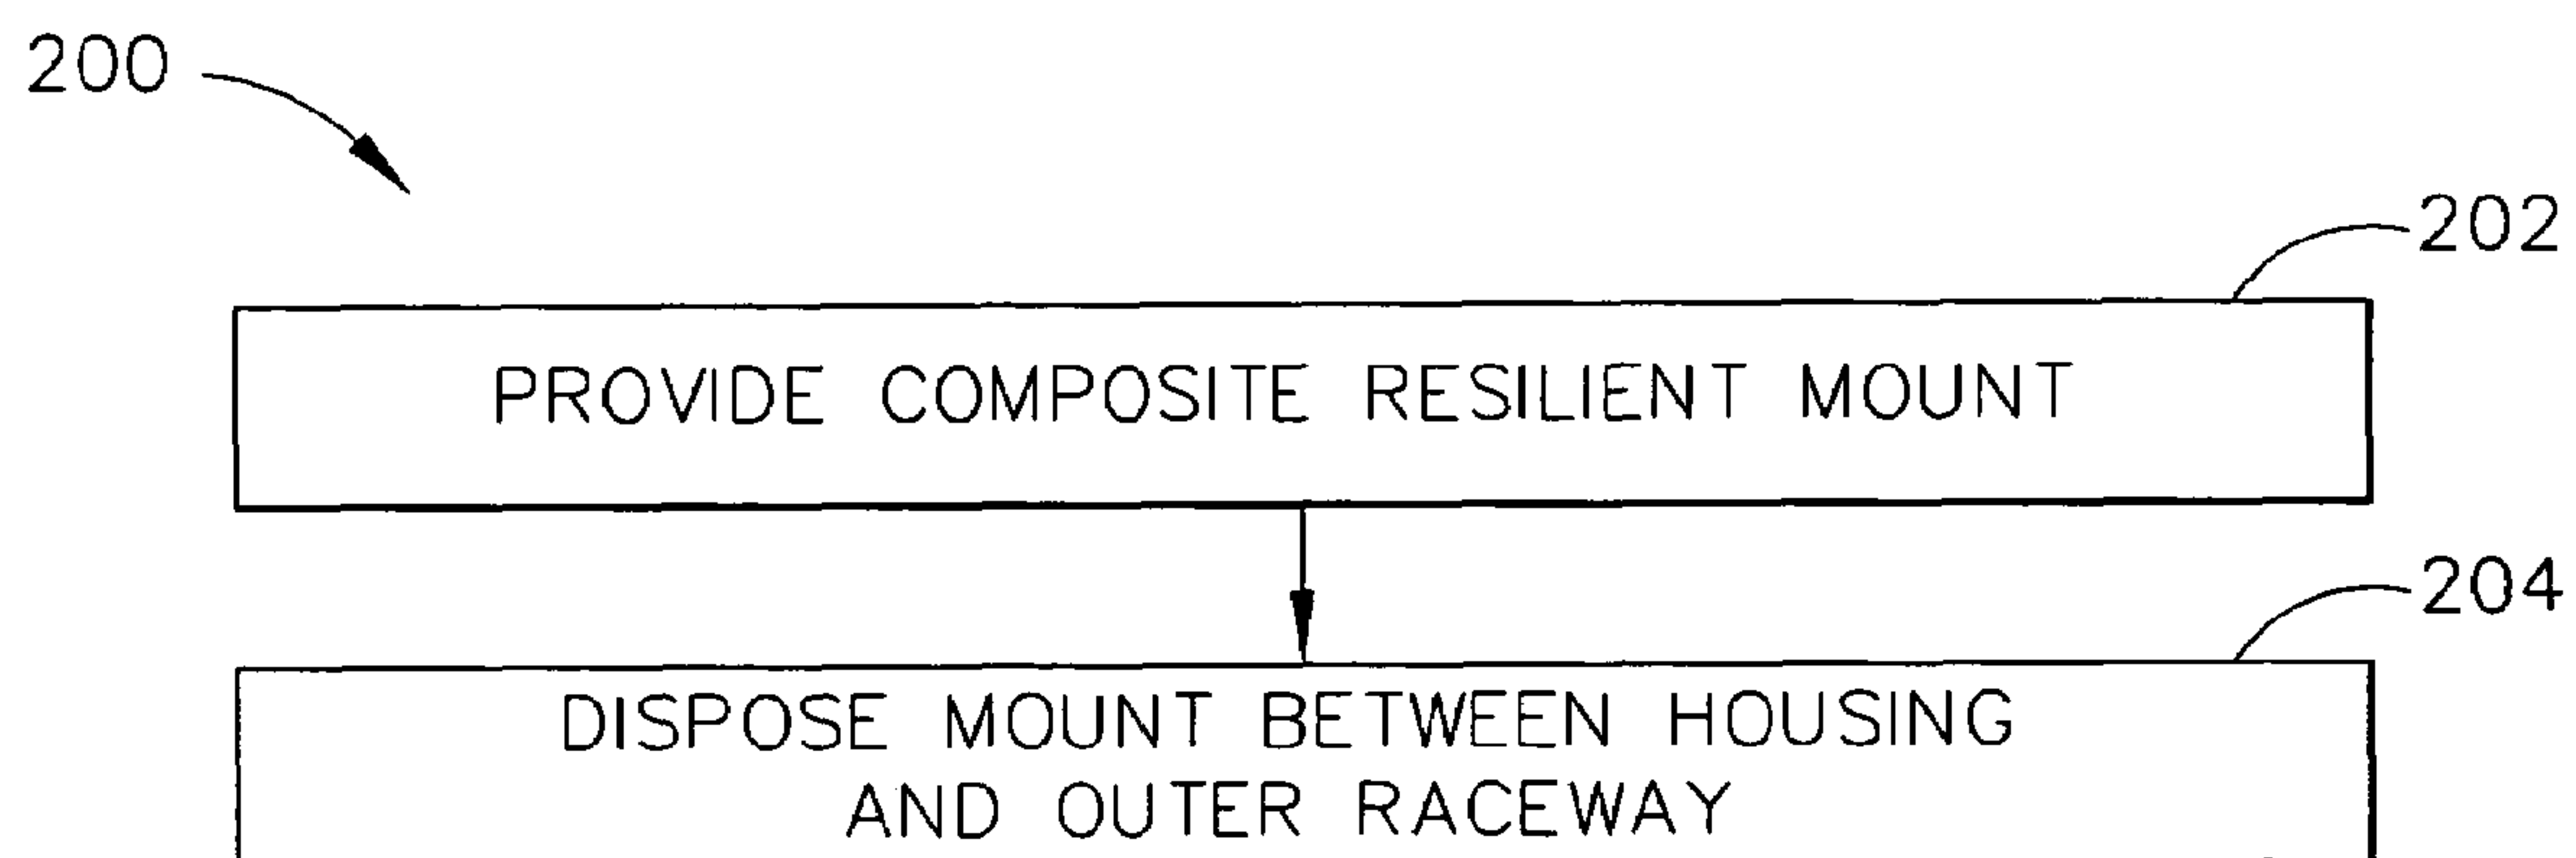 200
202
PROVIDE COMPOSITE RESILIENT MOUNT
204
DISPOSE MOUNT BETWEEN HOUSING
AND OUTER RACEWAY